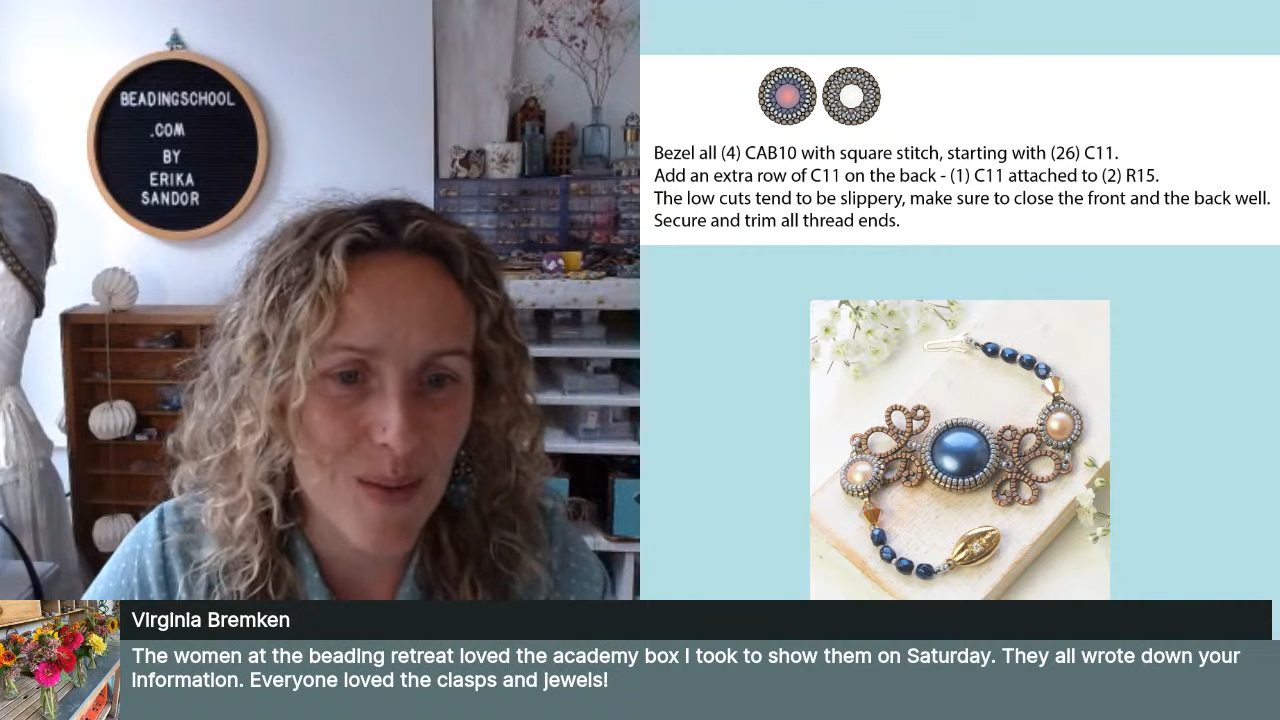 BEADINGSCHOOL
.COM
BY
ERIKA
SANDOR
Bezel all (4) CAB10 with square stitch, starting with (26) C11.
Add an extra row of C11 on the back - (1) C11 attached to (2) R15.
The low cuts tend to be slippery, make sure to close the front and the back well.
Secure and trim all thread ends.
Virginia Bremken
The women at the beading retreat loved the academy box I took to show them on Saturday. They all wrote down your
information. Everyone loved the clasps and jewels!